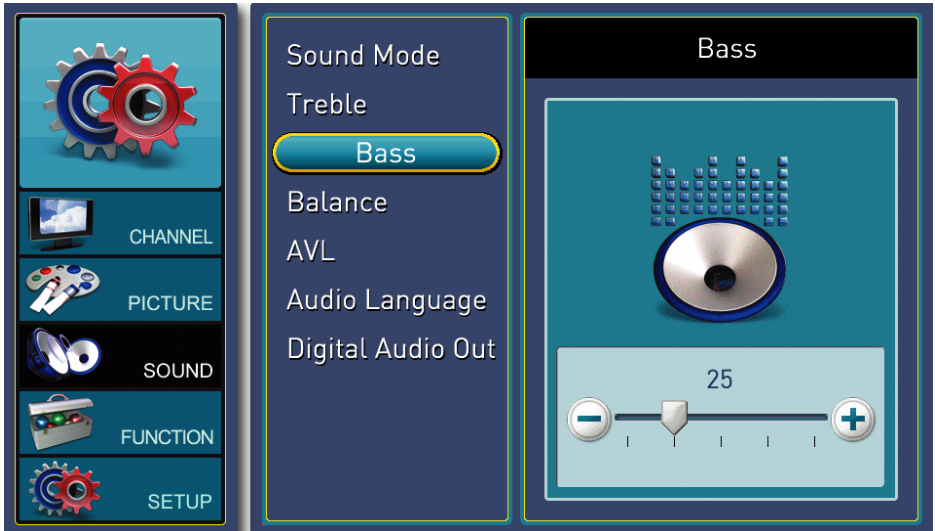 CHANNEL
PICTURE
SOUND
FUNCTION
SETUP
Sound Mode
Treble
Bass
Balance
AVL
Audio Language
Digital Audio Out
Bass
25